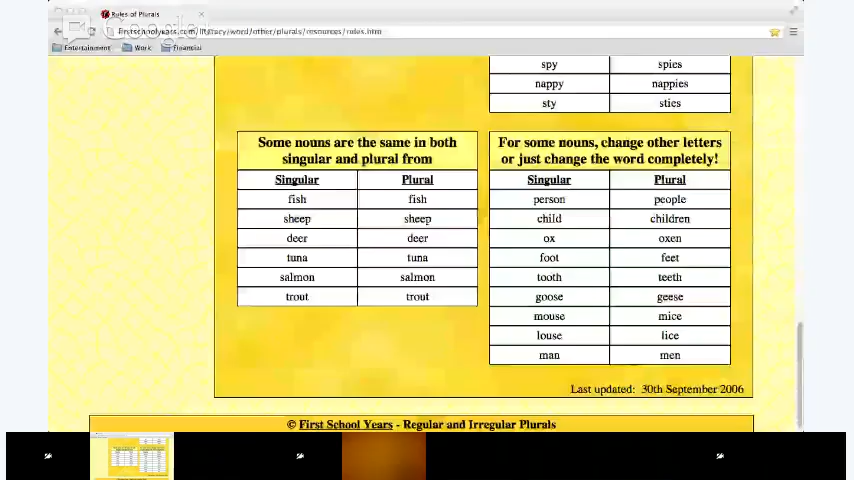 Rules of Plurals
firstschoolyears.com/literacy/word/other/plurals/resources/rules.htm
Entertainment Work Financial
spy spies
nappy nappies
sty sties
Some nouns are the same in both
singular and plural from
Singular Plural
fish fish
sheep sheep
deer deer
tuna tuna
salmon salmon
trout trout
For some nouns, change other letters
or just change the word completely!
Singular Plural
person people
child children
ox oxen
foot feet
tooth teeth
goose geese
mouse mice
louse lice
man men
Last updated: 30th September 2006
© First School Years - Regular and Irregular Plurals